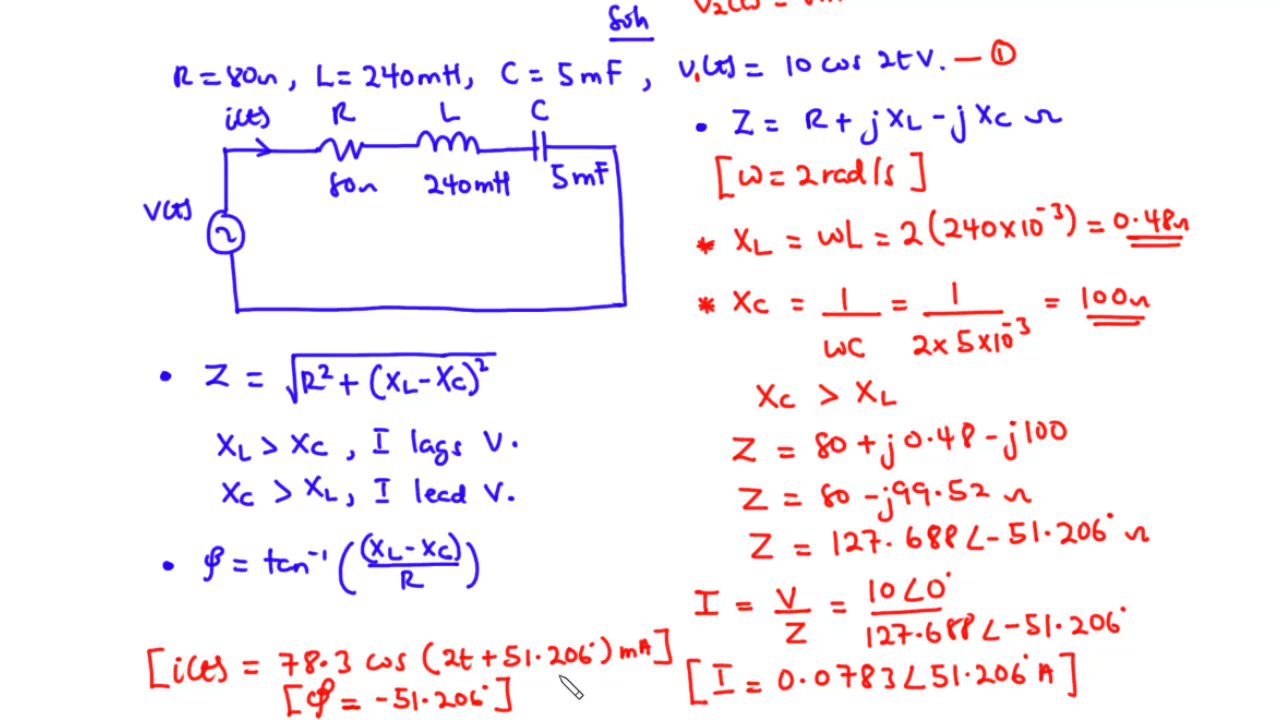 Soln
R = 80Ω, L = 240mH, C = 5mF, V₁(t) = 10 cos 2t V. — ①
i(t) R L C
80Ω 240mH 5mF
V(t)
• Z = √R² + (XL - XC)²
XL > XC, I lags V.
XC > XL, I lead V.
• φ = tan⁻¹ ((XL - XC)/R)
[i(t) = 78.3 cos (2t + 51.206°) mA]
[φ = -51.206°]
• Z = R + jXL - jXC Ω
[ω = 2 rad/s]
* XL = ωL = 2(240×10⁻³) = 0.48Ω
* XC = 1/ωC = 1/2×5×10⁻³ = 100Ω
XC > XL
Z = 80 + j0.48 - j100
Z = 80 - j99.52 Ω
Z = 127.688∠-51.206° Ω
I = V/Z = 10∠0°/127.688∠-51.206°
[I = 0.0783∠51.206° A]